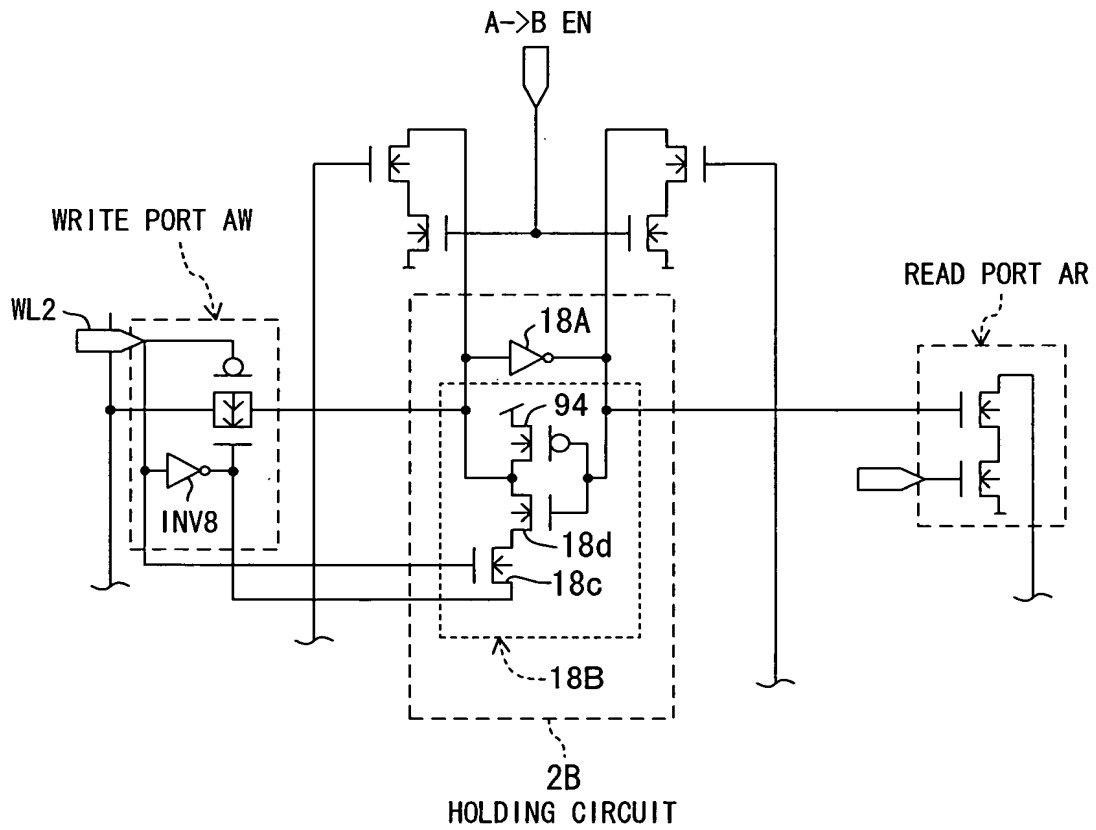 A->B EN
WRITE PORT AW
READ PORT AR
WL2
18A
94
INV8
18d
18c
18B
2B
HOLDING CIRCUIT